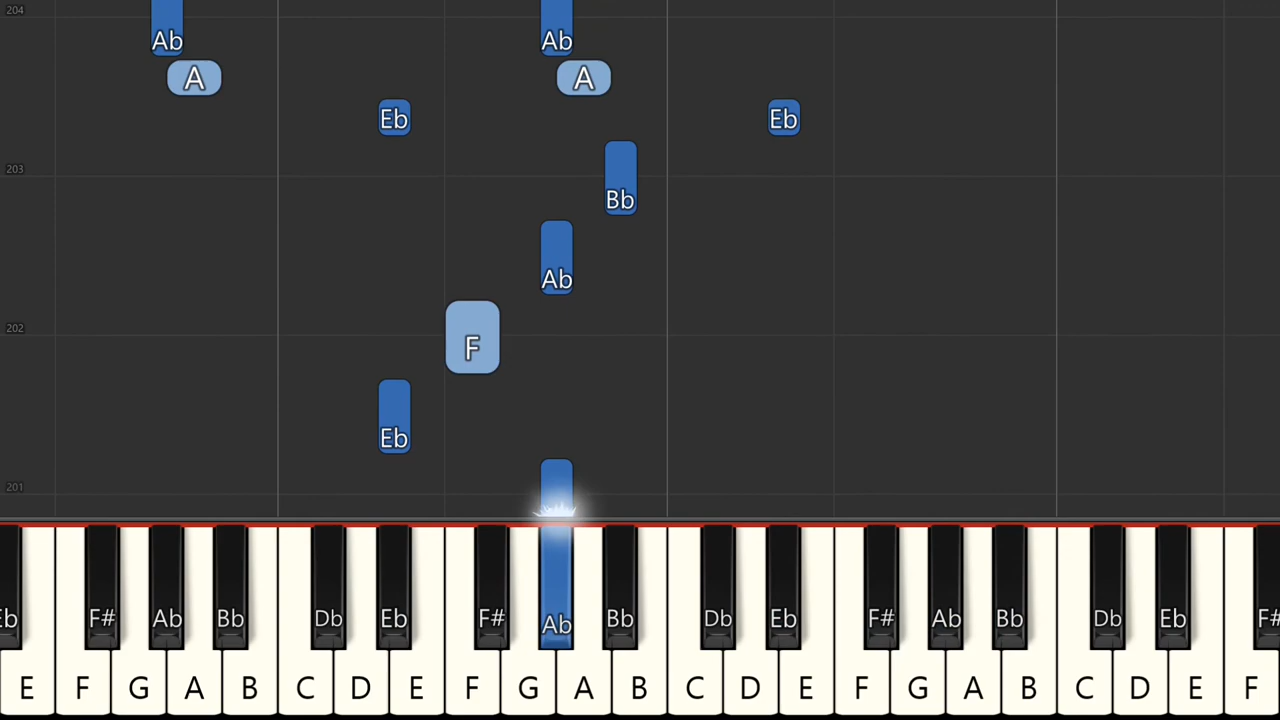 204
Ab Ab
A A
Eb Eb
203
Bb
Ab
202
F
Eb
201
Eb F# Ab Bb Db Eb F# Ab Bb Db Eb F# Ab Bb Db Eb F#
E F G A B C D E F G A B C D E F G A B C D E F